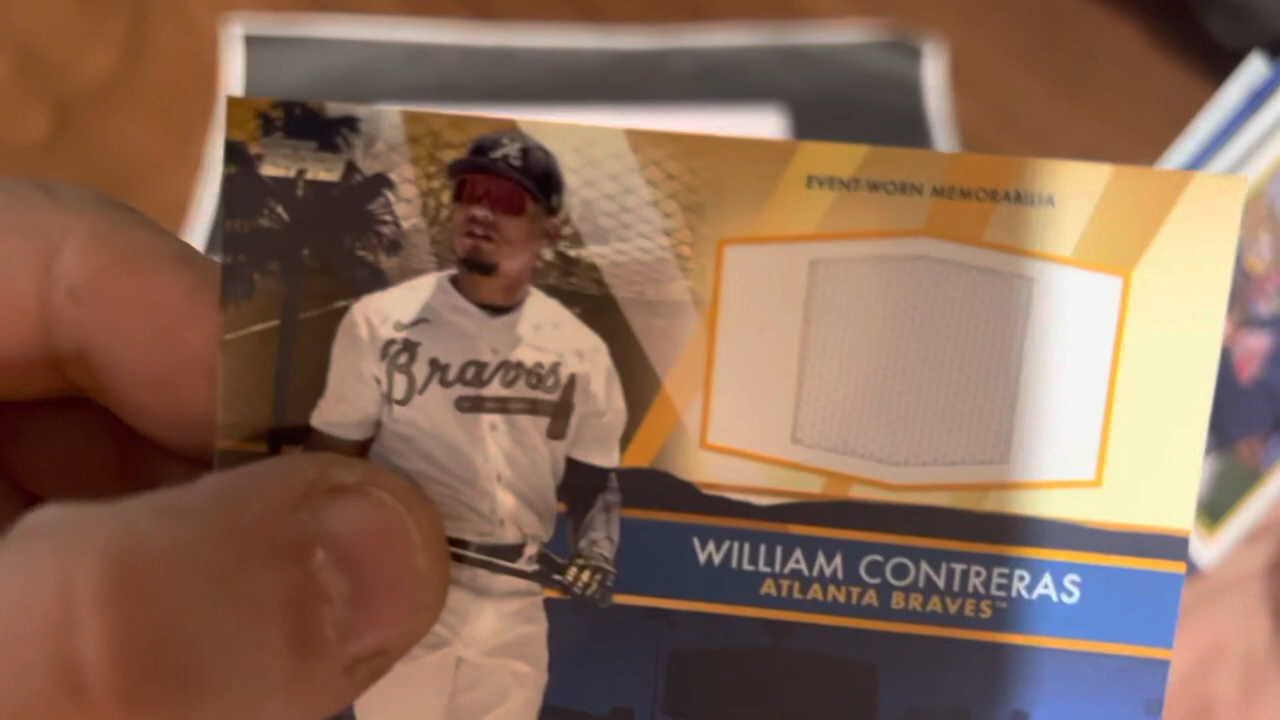 EVENT-WORN MEMORABILIA
A
Braves
WILLIAM CONTRERAS
ATLANTA BRAVES™